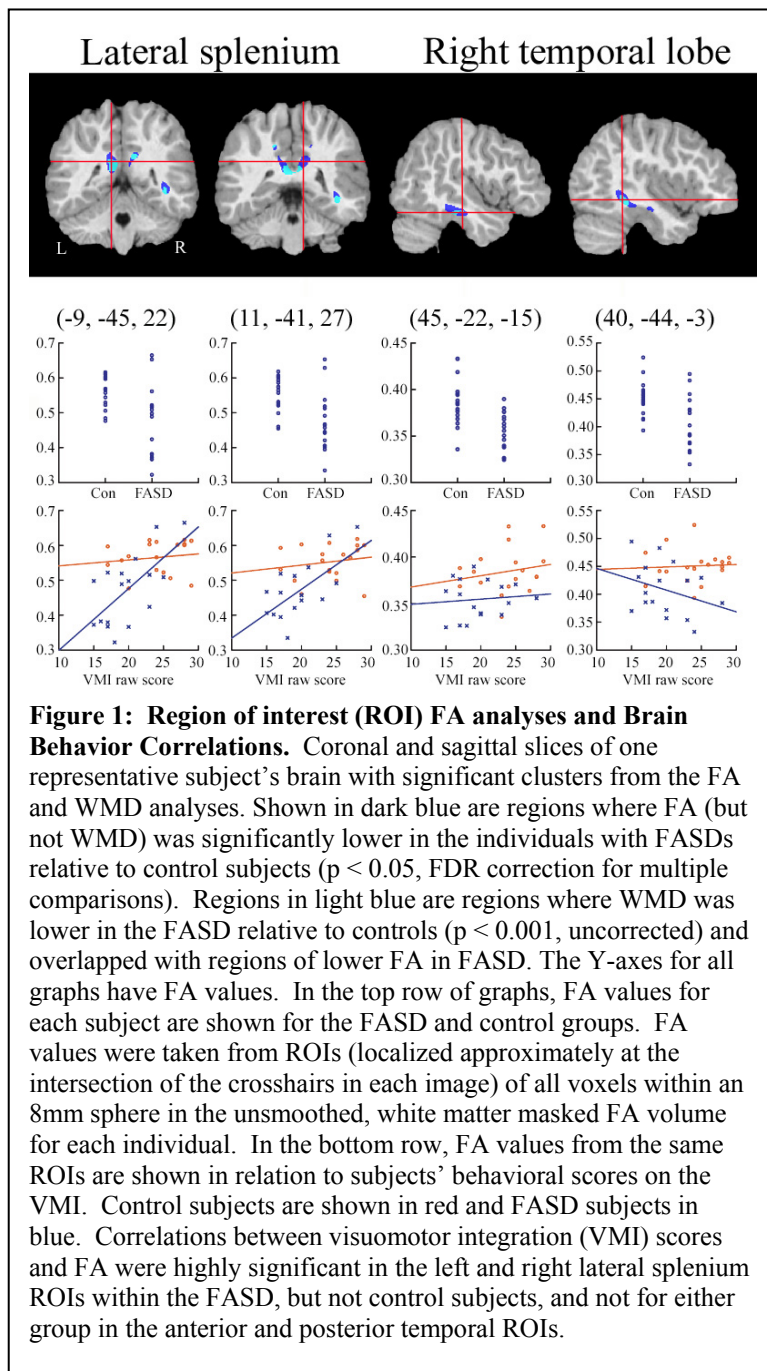 Lateral splenium Right temporal lobe
L R
(-9, -45, 22) (11, -41, 27) (45, -22, -15) (40, -44, -3)
0.7 0.7 0.45 0.55
0.6 0.6 0.50
0.5 0.5 0.40 0.45
0.4 0.4 0.35 0.40
0.35
0.3 0.3 0.30 0.30
Con FASD Con FASD Con FASD Con FASD
0.7 0.7 0.45 0.55
0.6 0.6 0.50
0.5 0.5 0.40 0.45
0.4 0.4 0.35 0.40
0.35
0.3 0.3 0.30 0.30
10 15 20 25 30 10 15 20 25 30 10 15 20 25 30 10 15 20 25 30
VMI raw score VMI raw score VMI raw score VMI raw score
Figure 1: Region of interest (ROI) FA analyses and Brain
Behavior Correlations. Coronal and sagittal slices of one
representative subject's brain with significant clusters from the FA
and WMD analyses. Shown in dark blue are regions where FA (but
not WMD) was significantly lower in the individuals with FASDs
relative to control subjects (p < 0.05, FDR correction for multiple
comparisons). Regions in light blue are regions where WMD was
lower in the FASD relative to controls (p < 0.001, uncorrected) and
overlapped with regions of lower FA in FASD. The Y-axes for all
graphs have FA values. In the top row of graphs, FA values for
each subject are shown for the FASD and control groups. FA
values were taken from ROIs (localized approximately at the
intersection of the crosshairs in each image) of all voxels within an
8mm sphere in the unsmoothed, white matter masked FA volume
for each individual. In the bottom row, FA values from the same
ROIs are shown in relation to subjects' behavioral scores on the
VMI. Control subjects are shown in red and FASD subjects in
blue. Correlations between visuomotor integration (VMI) scores
and FA were highly significant in the left and right lateral splenium
ROIs within the FASD, but not control subjects, and not for either
group in the anterior and posterior temporal ROIs.